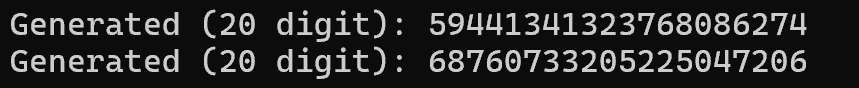 Generated (20 digit): 59441341323768086274
Generated (20 digit): 68760733205225047206